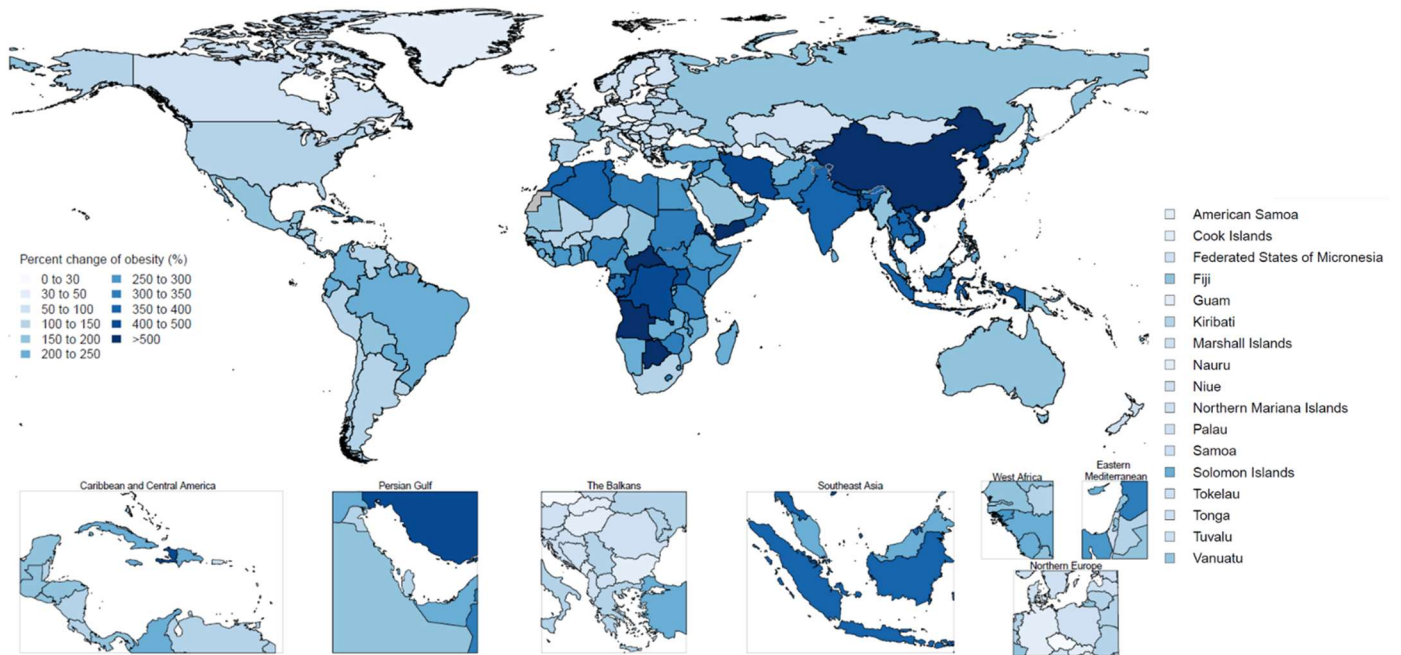 Percent change of obesity (%)
0 to 30
30 to 50
50 to 100
100 to 150
150 to 200
200 to 250
250 to 300
300 to 350
350 to 400
400 to 500
>500
American Samoa
Cook Islands
Federated States of Micronesia
Fiji
Guam
Kiribati
Marshall Islands
Nauru
Niue
Northern Mariana Islands
Palau
Samoa
Solomon Islands
Tokelau
Tonga
Tuvalu
Vanuatu
Caribbean and Central America
Persian Gulf
The Balkans
Southeast Asia
West Africa
Eastern
Mediterranean
Northern Europe